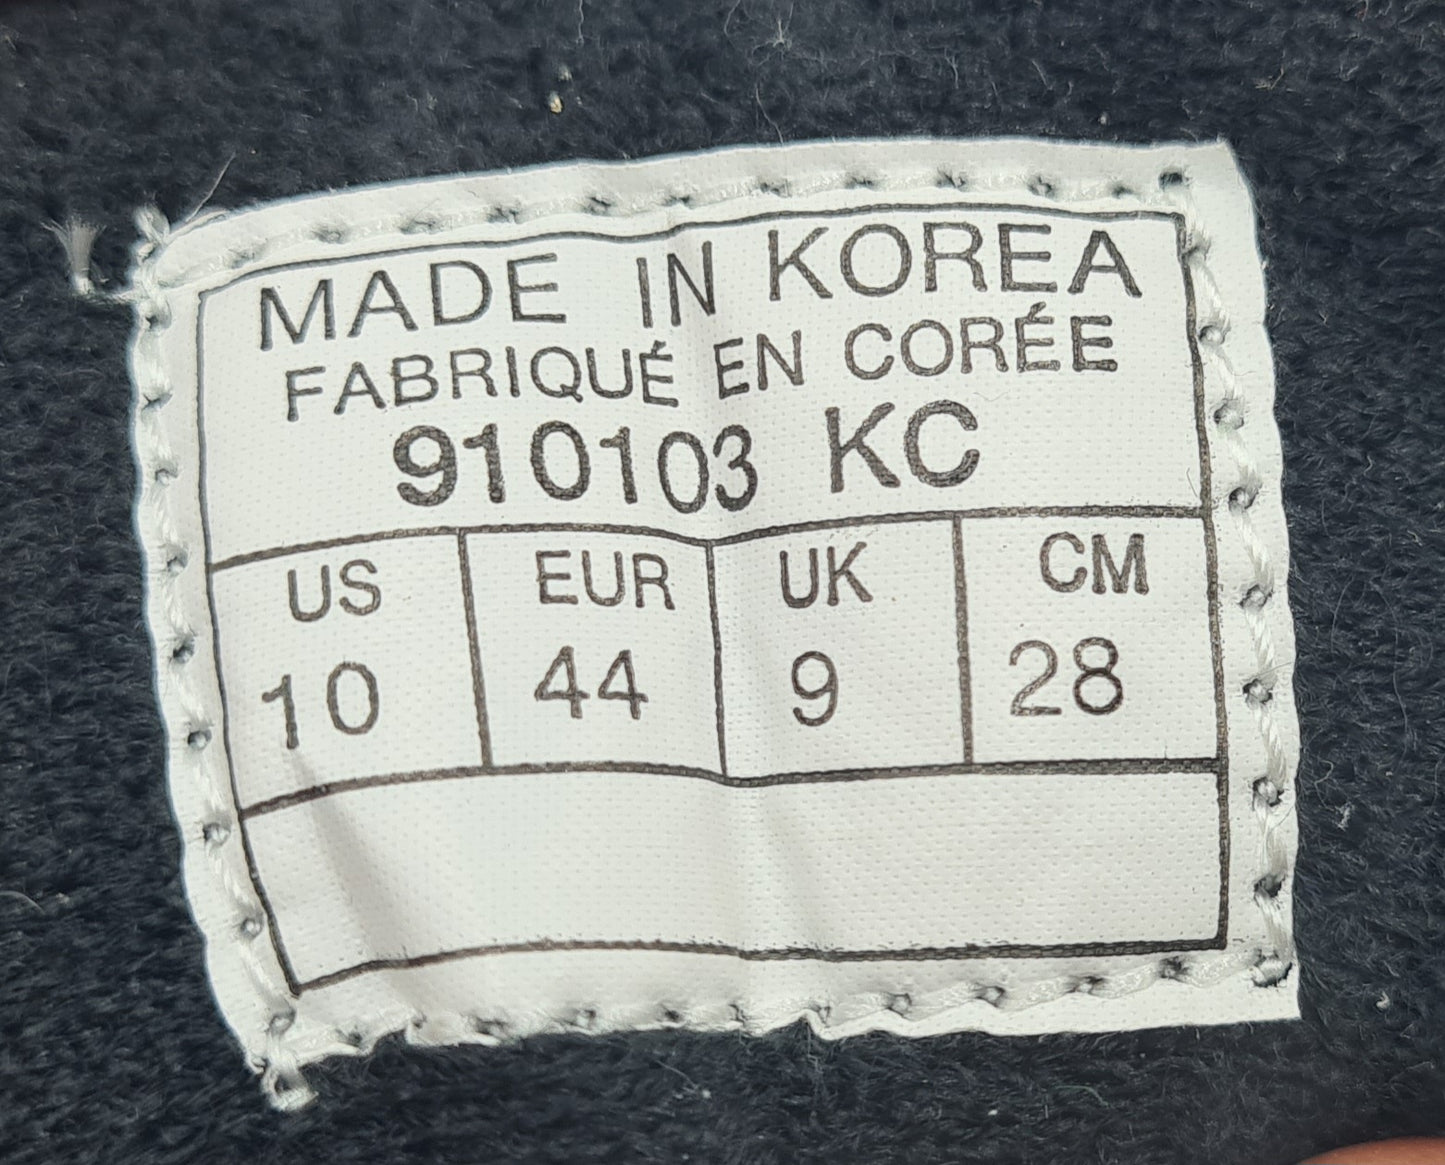 MADE IN KOREA
FABRIQUÉ EN CORÉE
910103 KC
US EUR UK CM
10 44 9 28